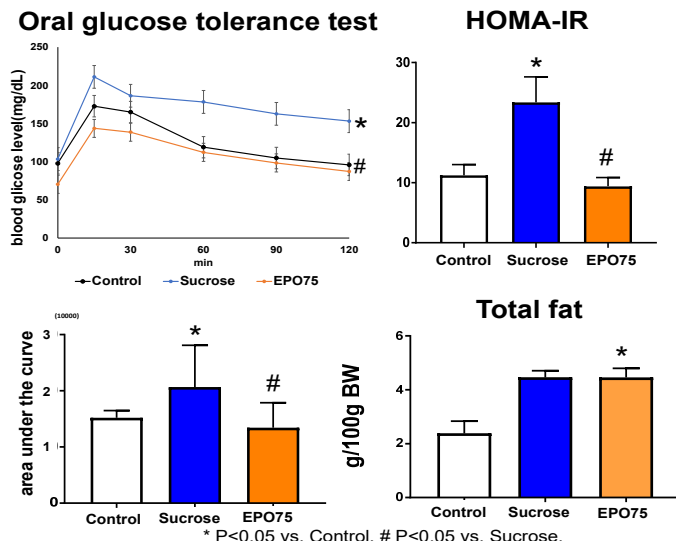 Oral glucose tolerance test
blood glicose level(mg/dL)
250
200
150
100
50
0
0 30 60 90 120
min
Control Sucrose EPO75
*
#
HOMA-IR
30
20
10
0
*
#
Control Sucrose EPO75
(10000)
area under the curve
3
2
1
0
*
#
Control Sucrose EPO75
Total fat
g/100g BW
6
4
2
0
*
Control Sucrose EPO75
* P<0.05 vs. Control, # P<0.05 vs. Sucrose.